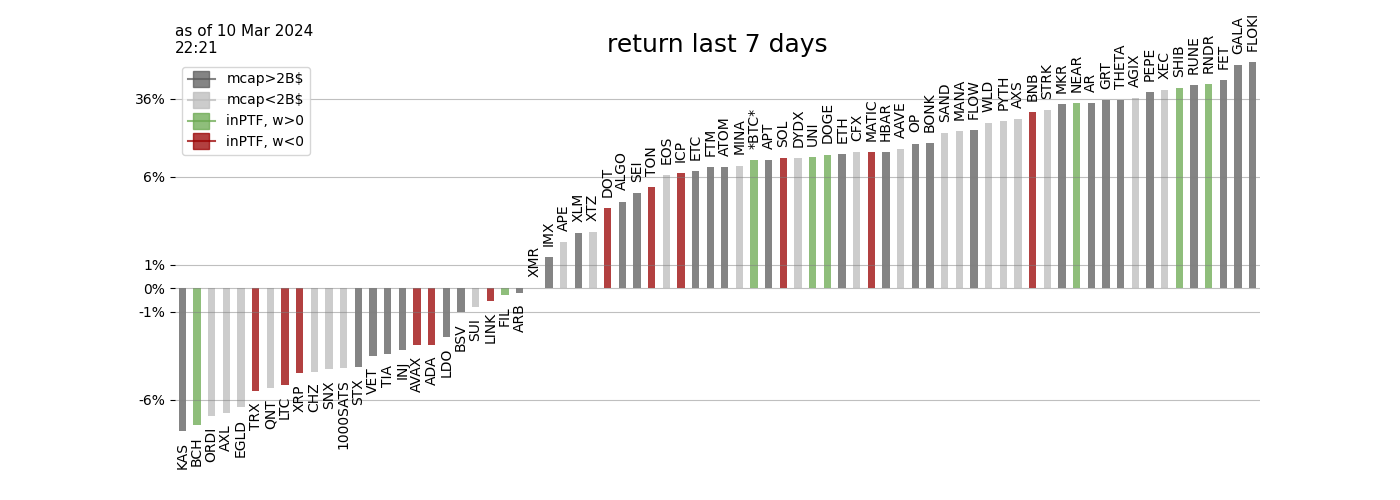 as of 10 Mar 2024
22:21
return last 7 days
mcap>2B$
mcap<2B$
inPTF, w>0
inPTF, w<0
36%
6%
1%
0%
-1%
-6%
KAS
BCH
ORDI
AXL
EGLD
TRX
QNT
LTC
XRP
CHZ
SNX
1000SATS
STX
VET
TIA
INJ
AVAX
ADA
LDO
BSV
SUI
LINK
FIL
ARB
XMR
IMX
APE
XLM
XTZ
DOT
ALGO
SEI
TON
EOS
ICP
ETC
FTM
ATOM
MINA
*BTC*
APT
SOL
DYDX
UNI
DOGE
ETH
CFX
MATIC
HBAR
AAVE
OP
BONK
SAND
MANA
FLOW
WLD
PYTH
AXS
BNB
STRK
MKR
NEAR
AR
GRT
THETA
AGIX
PEPE
XEC
SHIB
RUNE
RNDR
FET
GALA
FLOKI